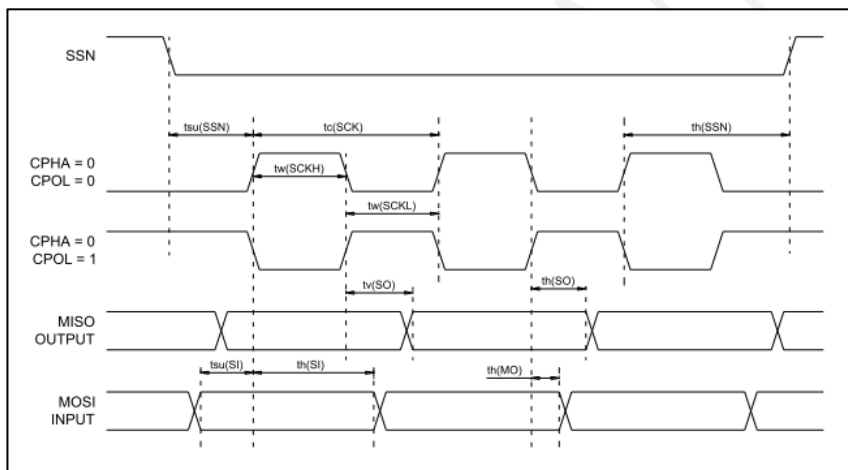 SSN
tsu(SSN)
tc(SCK)
th(SSN)
CPHA = 0
CPOL = 0
tw(SCKH)
tw(SCKL)
CPHA = 0
CPOL = 1
tv(SO)
th(SO)
MISO
OUTPUT
tsu(SI)
th(SI)
th(MO)
MOSI
INPUT